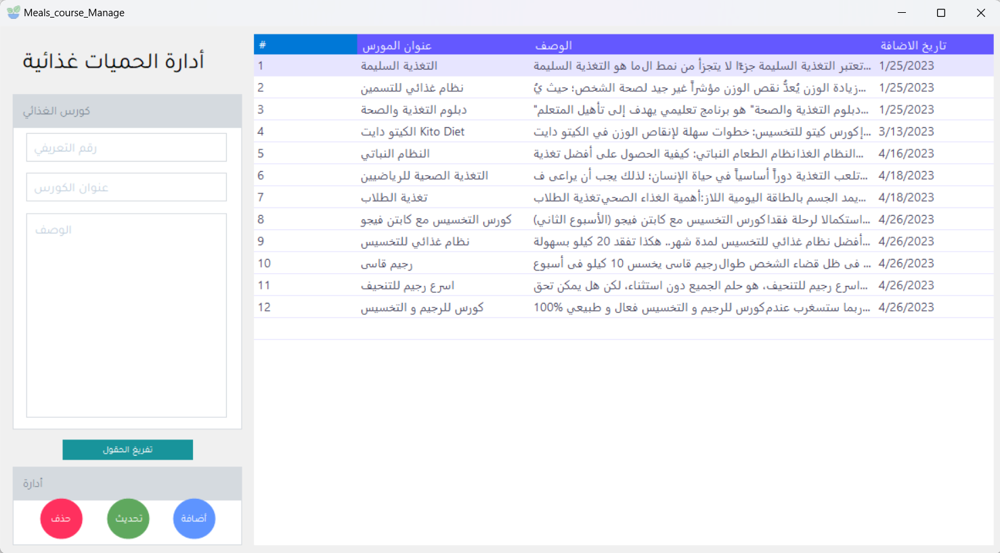 Meals_course_Manage
أدارة الحميات غذائية
كورس الغذائي
رقم التعريفي
عنوان الكورس
الوصف
تفريغ الحقول
أدارة
حذف
تحديث
أضافة
# عنوان المورس الوصف تاريخ الاضافة
1 التغذية السليمة تعتبر التغذية السليمة جزءًا لا يتجزأ من نمط الما هو التغذية السليمة... 1/25/2023
2 نظام غذائي للتسمين زيادة الوزن يُعدُّ نقص الوزن مؤشراً غير جيد لصحة الشخص؛ حيث يُ... 1/25/2023
3 دبلوم التغذية والصحة دبلوم التغذية والصحة" هو برنامج تعليمي يهدف إلى تأهيل المتعلم"... 1/25/2023
4 الكيتو دايت Kito Diet إكورس كيتو للتخسيس: خطوات سهلة لإنقاص الوزن في الكيتو دايت... 3/13/2023
5 النظام النباتي النظام الغذانظام الطعام النباتي: كيفية الحصول على أفضل تغذية... 4/16/2023
6 التغذية الصحية للرياضيين تلعب التغذية دوراً أساسياً في حياة الإنسان؛ لذلك يجب أن يراعى ف... 4/18/2023
7 تغذية الطلاب يمد الجسم بالطاقة اليومية اللاز:أهمية الغذاء الصحيتغذية الطلاب... 4/18/2023
8 كورس التخسيس مع كابتن فيجو استكمالا لرحلة فقداكورس التخسيس مع كابتن فيجو (الأسبوع الثاني)... 4/26/2023
9 نظام غذائي للتخسيس أفضل نظام غذائي للتخسيس لمدة شهر.. هكذا تفقد 20 كيلو بسهولة... 4/26/2023
10 رجيم قاسى فى ظل قضاء الشخص طوالرجيم قاسى يخسس 10 كيلو فى أسبوع ... 4/26/2023
11 اسرع رجيم للتنحيف اسرع رجيم للتنحيف، هو حلم الجميع دون استثناء، لكن هل يمكن تحق... 4/26/2023
12 كورس للرجيم و التخسيس ربما ستسغرب عندمكورس للرجيم و التخسيس فعال و طبيعي 100%... 4/26/2023